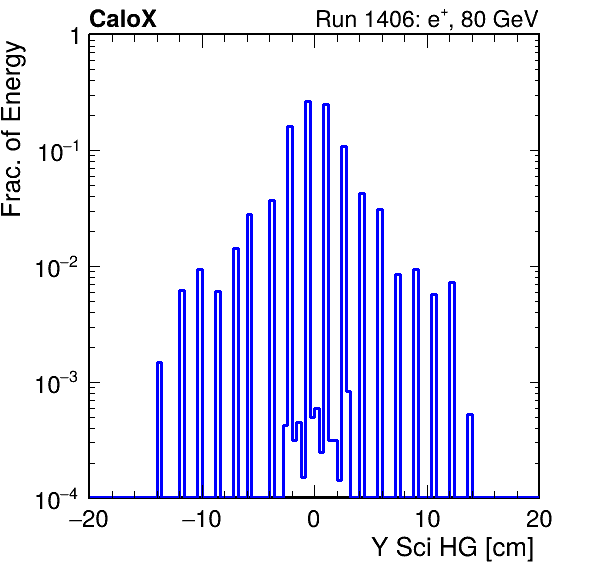 CaloX Run 1406: e⁺, 80 GeV
Frac. of Energy
1
10⁻¹
10⁻²
10⁻³
10⁻⁴
−20 −10 0 10 20
Y Sci HG [cm]